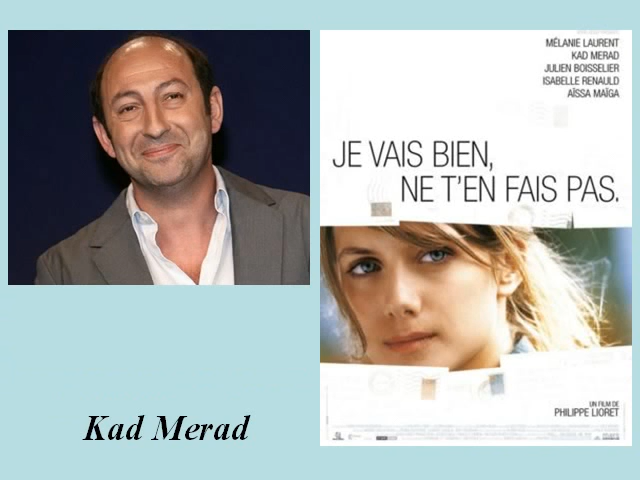 MÉLANIE LAURENT
KAD MERAD
JULIEN BOISSELIER
ISABELLE RENAULD
AÏSSA MAÏGA
JE VAIS BIEN,
NE T'EN FAIS PAS.
UN FILM DE
PHILIPPE LIORET
Kad Merad